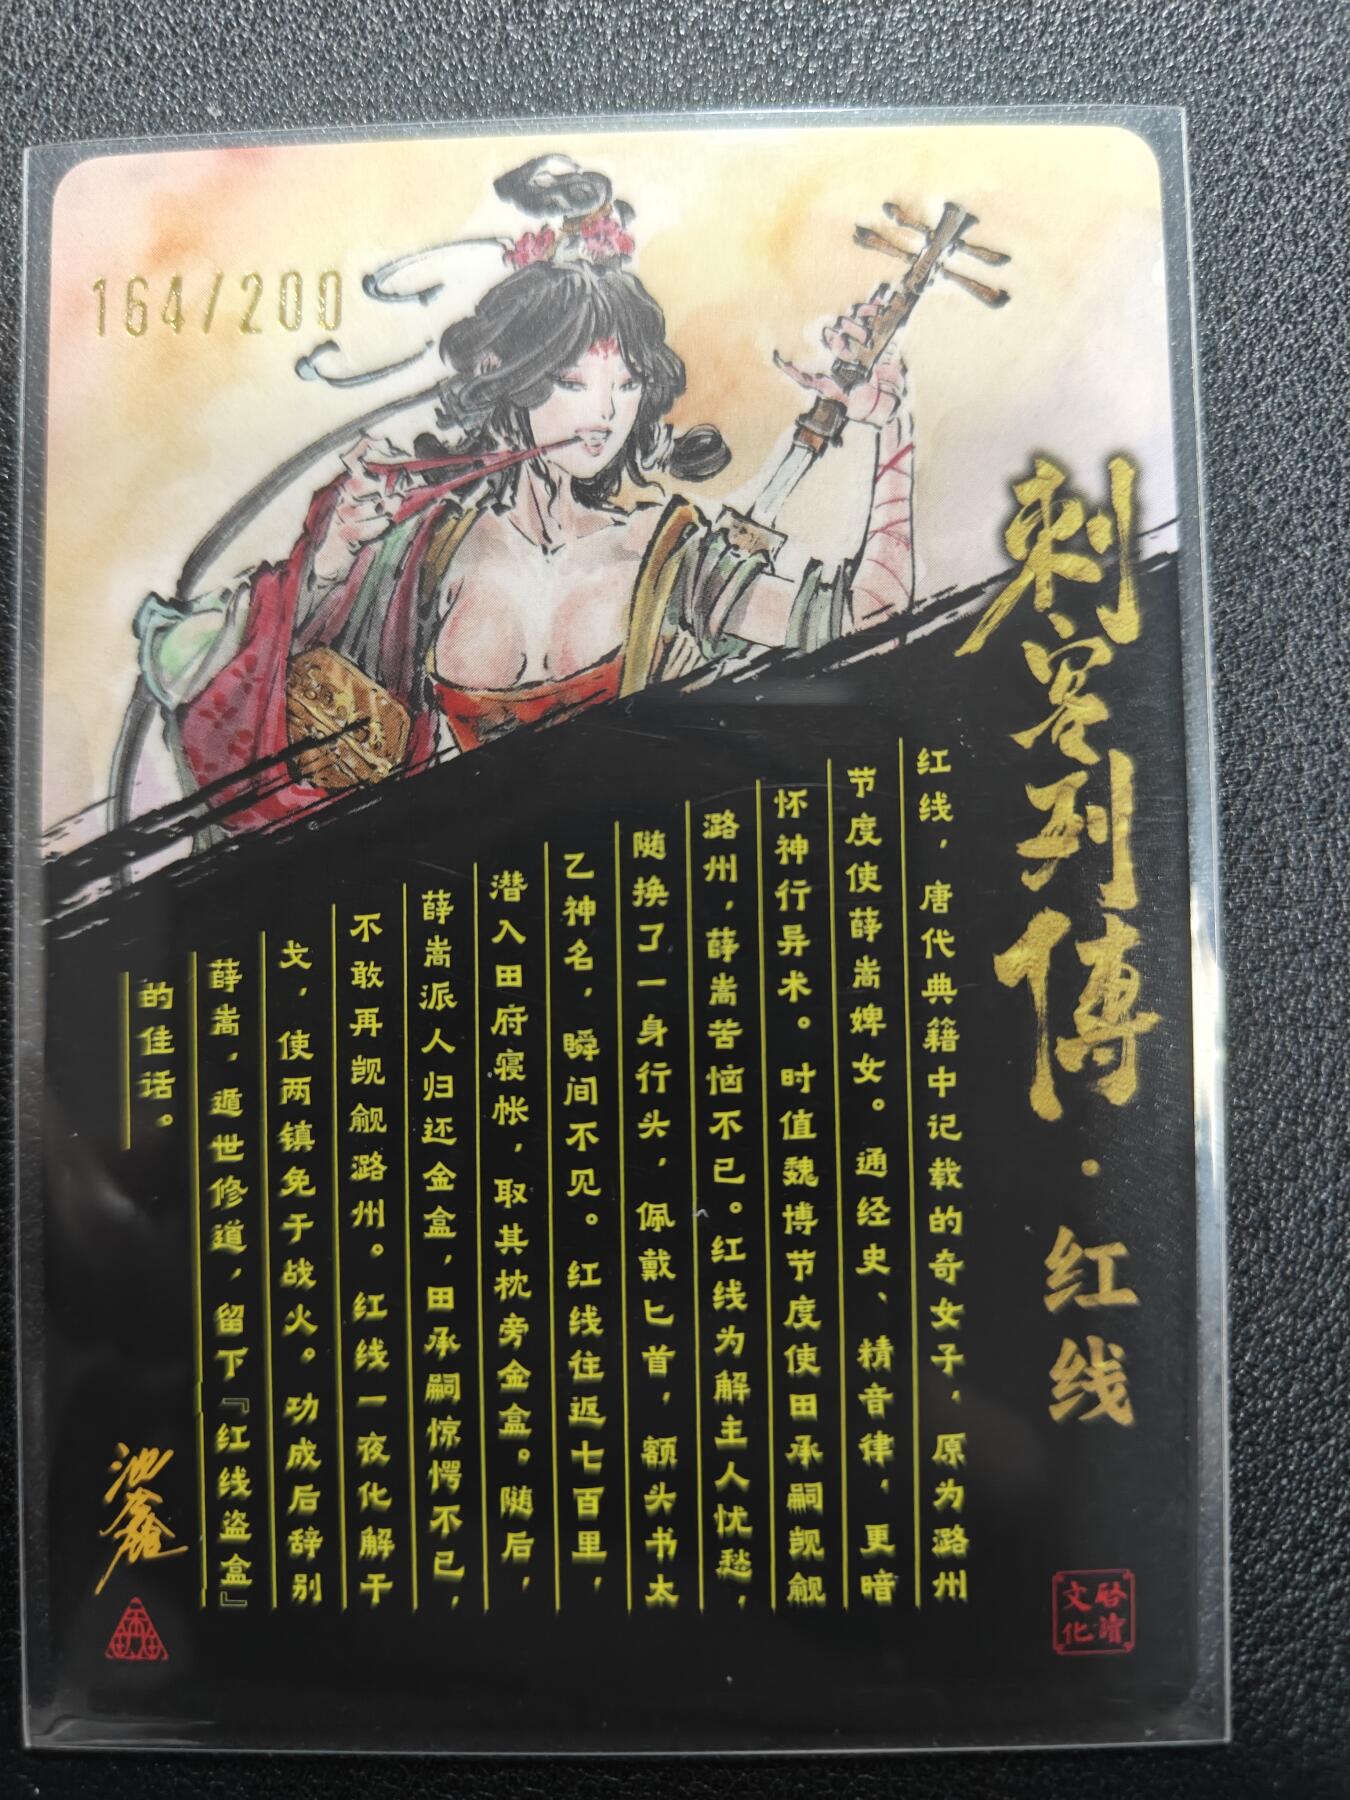 164/200
刺客列傳·红线
红线，唐代典籍中记载的奇女子，原为潞州
节度使薛嵩婢女。通经史、精音律，更暗
怀神行异术。时值魏博节度使田承嗣觊觎
潞州，薛嵩苦恼不已。红线为解主人忧愁，
随换了一身行头，佩戴匕首，额头书太
乙神名，瞬间不见。红线往返七百里，
潜入田府寝帐，取其枕旁金盒。随后，
薛嵩派人归还金盒，田承嗣惊愕不已，
不敢再觊觎潞州。红线一夜化解干
戈，使两镇免于战火。功成后辞别
薛嵩，遁世修道，留下『红线盗盒』
的佳话。
文化